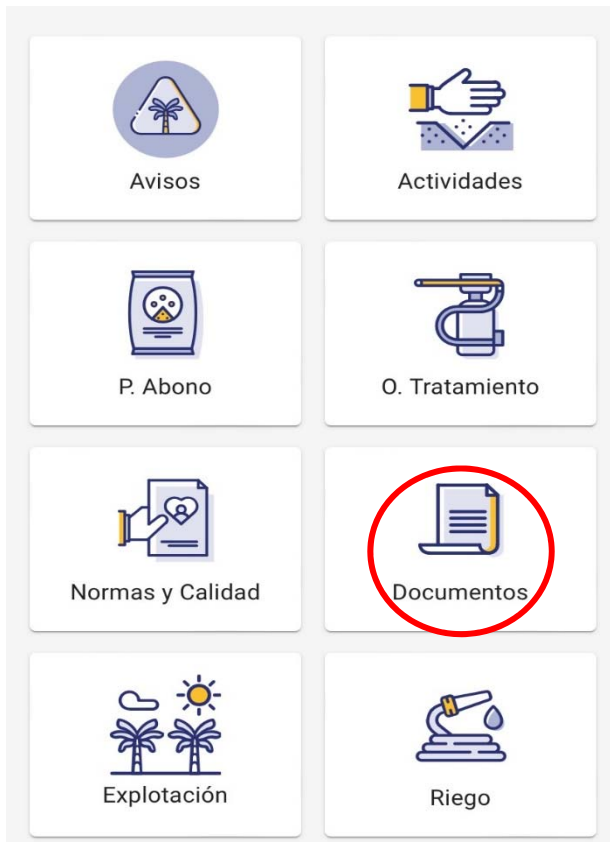 Avisos
Actividades
P. Abono
O. Tratamiento
Normas y Calidad
Documentos
Explotación
Riego